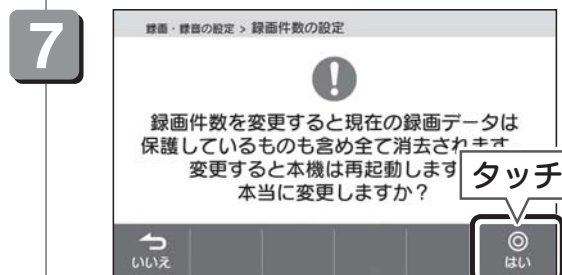 7
録画・録音の設定 > 録画件数の設定
録画件数を変更すると現在の録画データは
保護しているものも含め全て消去されます
変更すると本機は再起動します
本当に変更しますか？
タッチ
いいえ
はい